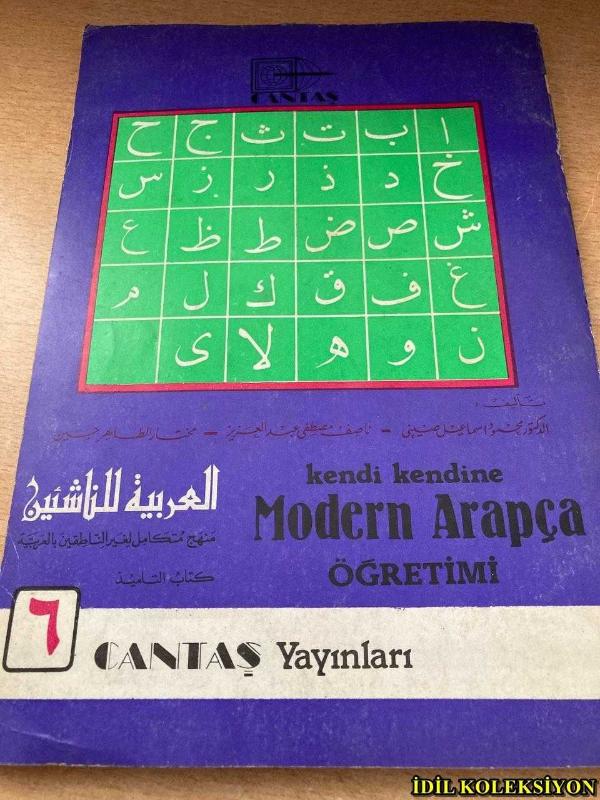 CANTAŞ
ا ب ت ث ج ح
خ د ذ ر ز س
ش ص ض ط ظ ع
غ ف ق ك ل م
ن و ه لا ى
تأليف :
الدكتور محمود اسماعيل صيني - ناصف مصطفى عبد العزيز - مختار الطاهر حسين
العربية للناشئين
منهج متكامل لغير الناطقين بالعربية
كتاب التلميذ
kendi kendine
Modern Arapça
ÖĞRETİMİ
٦
CANTAŞ Yayınları
İDİL KOLEKSİYON